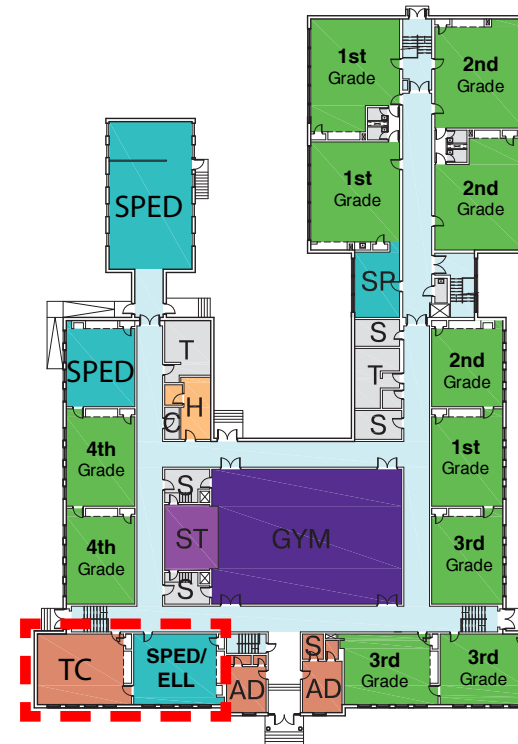 1st
Grade
2nd
Grade
1st
Grade
2nd
Grade
SPED
SP
S
T
S
T
H
C
SPED
2nd
Grade
4th
Grade
1st
Grade
S
ST
GYM
S
4th
Grade
3rd
Grade
TC
SPED/
ELL
AD
S
AD
3rd
Grade
3rd
Grade